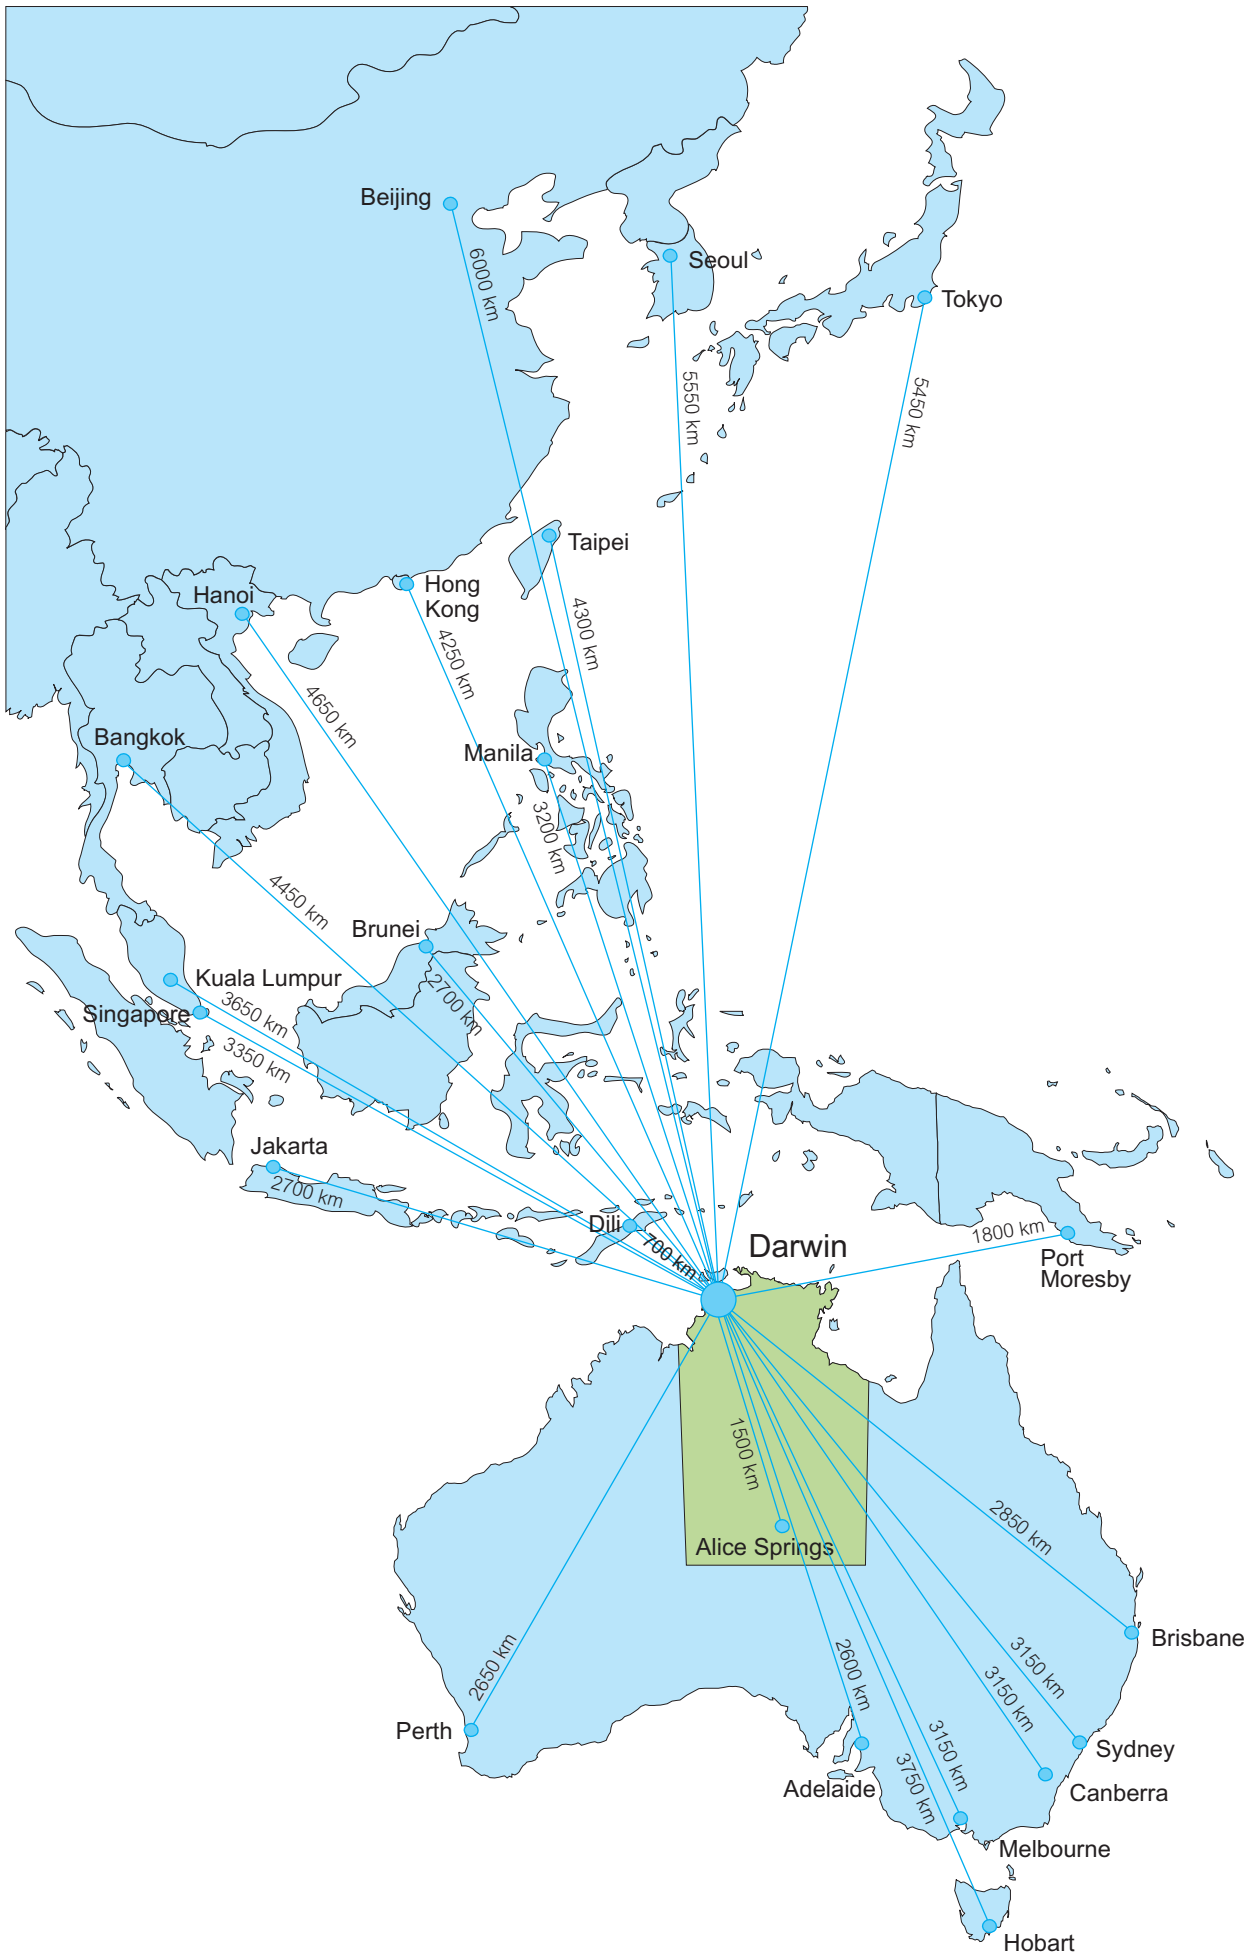 Beijing
6000 km
Seoul
Tokyo
5550 km
5450 km
Taipei
Hong
Kong
Hanoi
4300 km
4250 km
4650 km
Bangkok
Manila
3200 km
4450 km
Brunei
2700 km
Kuala Lumpur
3650 km
Singapore
3350 km
Jakarta
2700 km
Dili
700 km
Darwin
1800 km
Port
Moresby
1500 km
Alice Springs
2850 km
Brisbane
2650 km
Perth
2600 km
3150 km
3150 km
Sydney
Adelaide
3150 km
3750 km
Canberra
Melbourne
Hobart